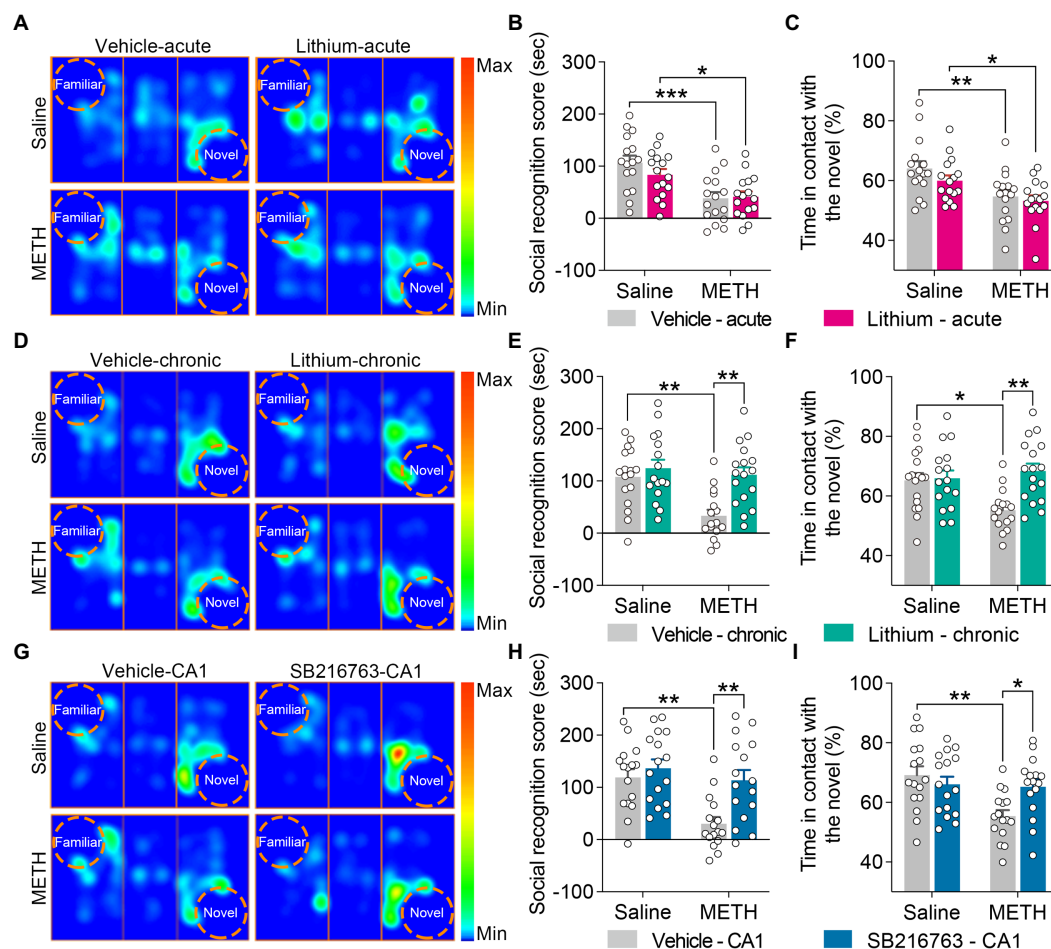 A
Vehicle-acute
Lithium-acute
Saline
METH
Familiar
Novel
Familiar
Novel
Familiar
Novel
Familiar
Novel
Max
Min
B
Social recognition score (sec)
300
200
100
0
-100
*
***
Saline
METH
C
Time in contact with
the novel (%)
100
80
60
40
*
**
Saline
METH
Vehicle - acute
Lithium - acute
D
Vehicle-chronic
Lithium-chronic
Saline
METH
Familiar
Novel
Familiar
Novel
Familiar
Novel
Familiar
Novel
Max
Min
E
Social recognition score (sec)
300
200
100
0
-100
**
**
Saline
METH
F
Time in contact with
the novel (%)
100
80
60
40
*
**
Saline
METH
Vehicle - chronic
Lithium - chronic
G
Vehicle-CA1
SB216763-CA1
Saline
METH
Familiar
Novel
Familiar
Novel
Familiar
Novel
Familiar
Novel
Max
Min
H
Social recognition score (sec)
300
200
100
0
-100
**
**
Saline
METH
I
Time in contact with
the novel (%)
100
80
60
40
**
*
Saline
METH
Vehicle - CA1
SB216763 - CA1